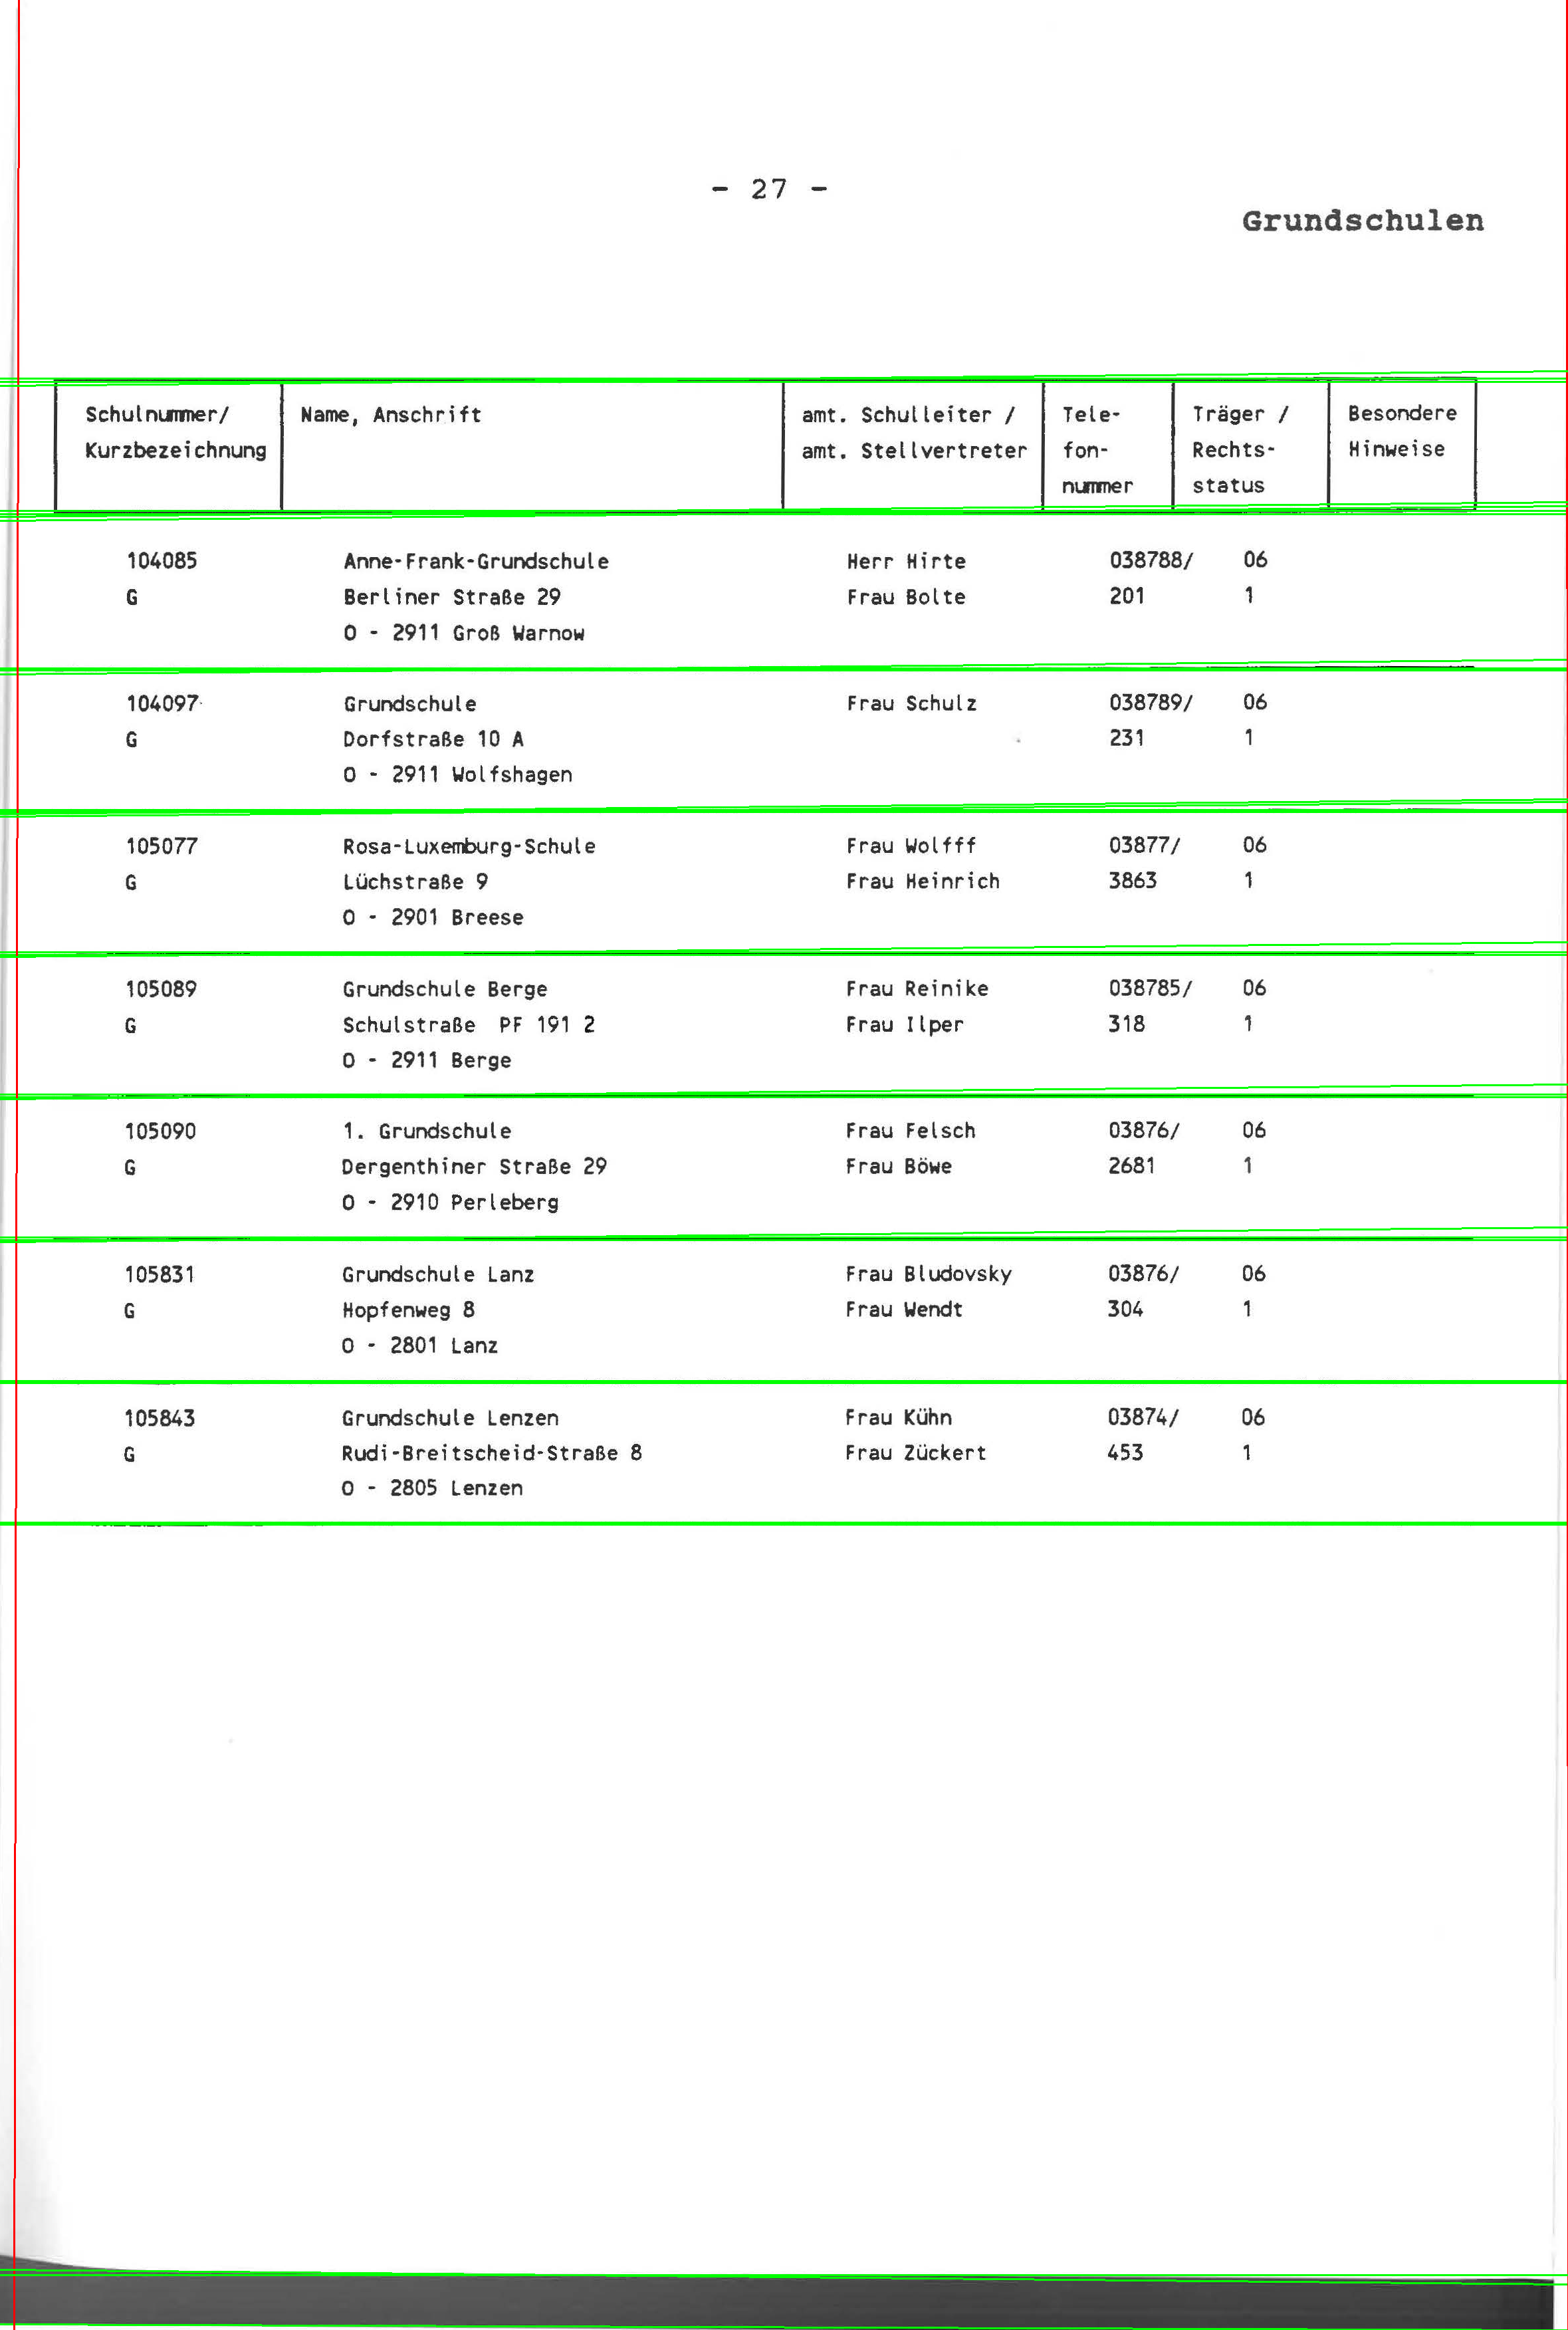 - 27 -
Grundschulen
Schulnummer/ Name, Anschrift amt. Schulleiter / Tele- Träger / Besondere
Kurzbezeichnung amt. Stellvertreter fon- Rechts- Hinweise
nummer status
104085 Anne-Frank-Grundschule Herr Hirte 038788/ 06
G Berliner Straße 29 Frau Bolte 201 1
O - 2911 Groß Warnow
104097 Grundschule Frau Schulz 038789/ 06
G Dorfstraße 10 A 231 1
O - 2911 Wolfshagen
105077 Rosa-Luxemburg-Schule Frau Wolfff 03877/ 06
G Lüchstraße 9 Frau Heinrich 3863 1
O - 2901 Breese
105089 Grundschule Berge Frau Reinike 038785/ 06
G Schulstraße PF 191 2 Frau Ilper 318 1
O - 2911 Berge
105090 1. Grundschule Frau Felsch 03876/ 06
G Dergenthiner Straße 29 Frau Böwe 2681 1
O - 2910 Perleberg
105831 Grundschule Lanz Frau Bludovsky 03876/ 06
G Hopfenweg 8 Frau Wendt 304 1
O - 2801 Lanz
105843 Grundschule Lenzen Frau Kühn 03874/ 06
G Rudi-Breitscheid-Straße 8 Frau Zückert 453 1
O - 2805 Lenzen